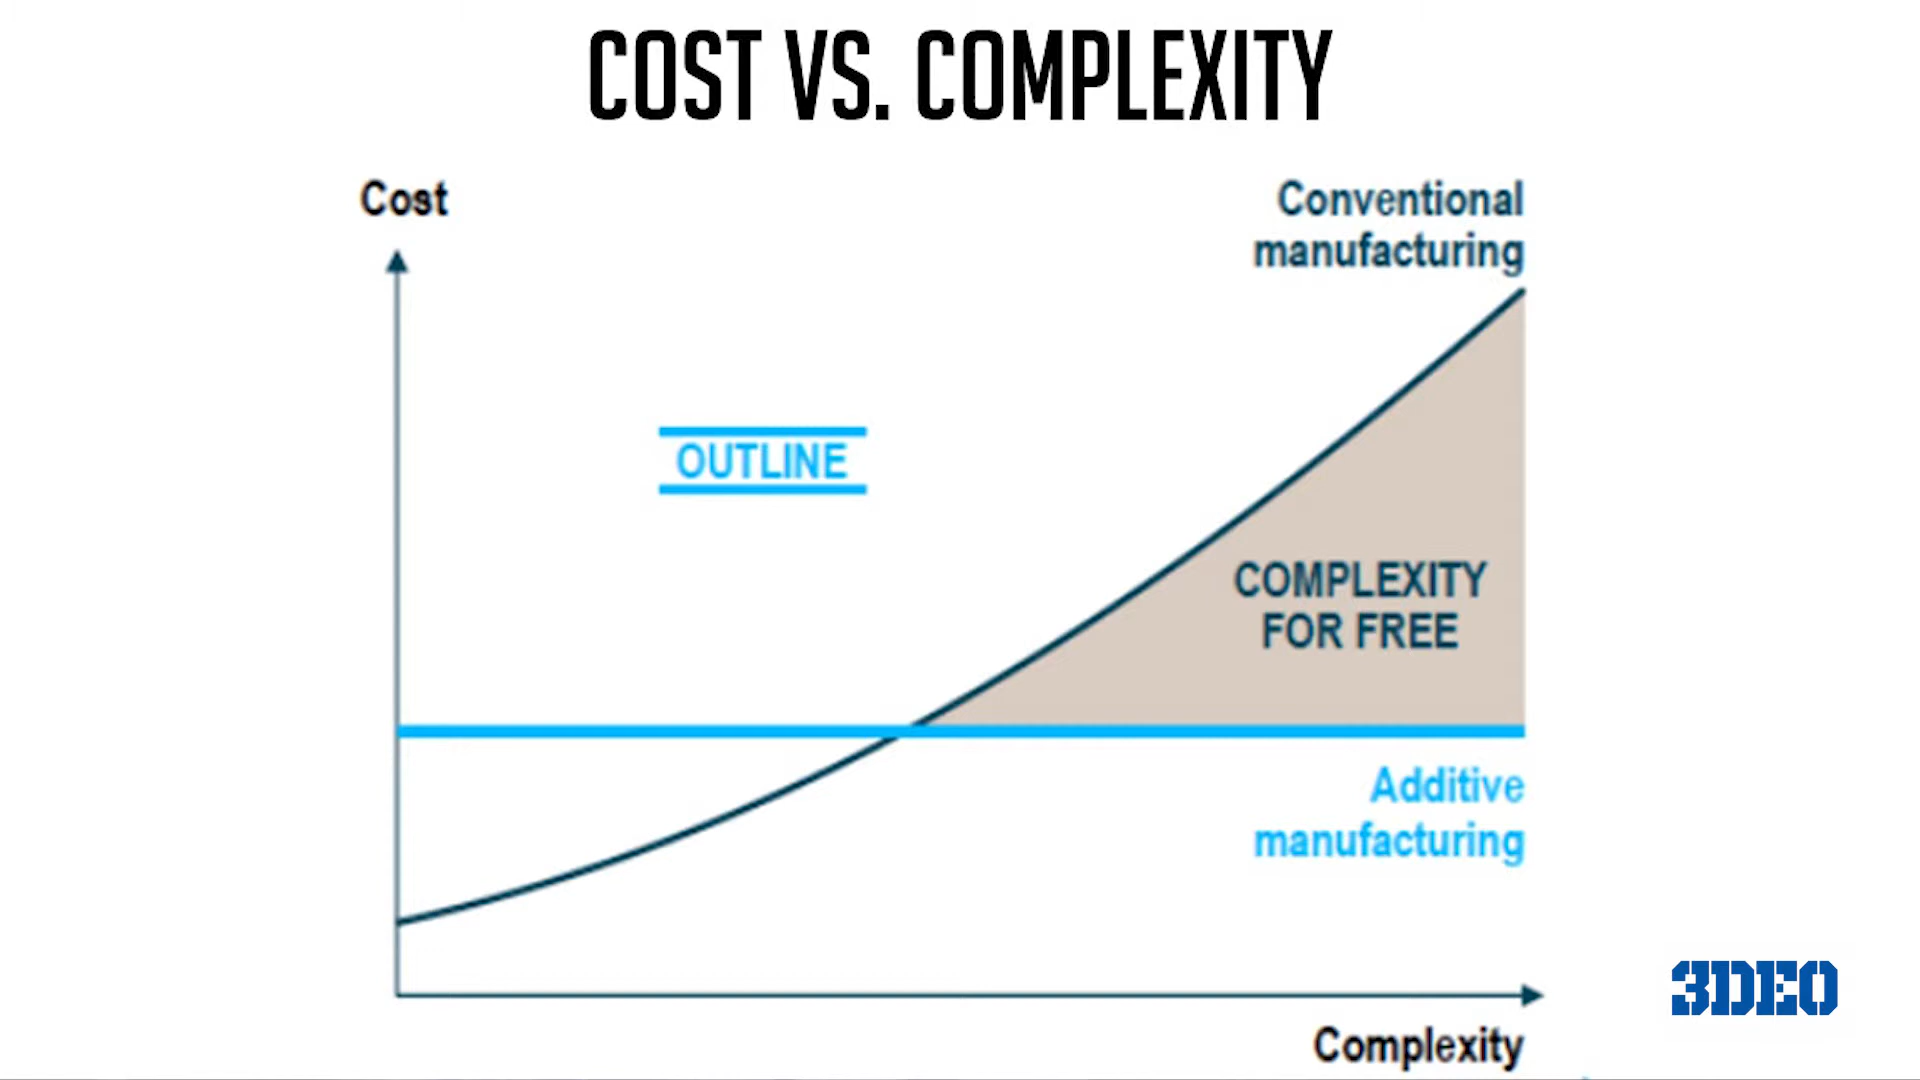 COST VS. COMPLEXITY
Cost
Conventional
manufacturing
OUTLINE
COMPLEXITY
FOR FREE
Additive
manufacturing
3DEO
Complexity